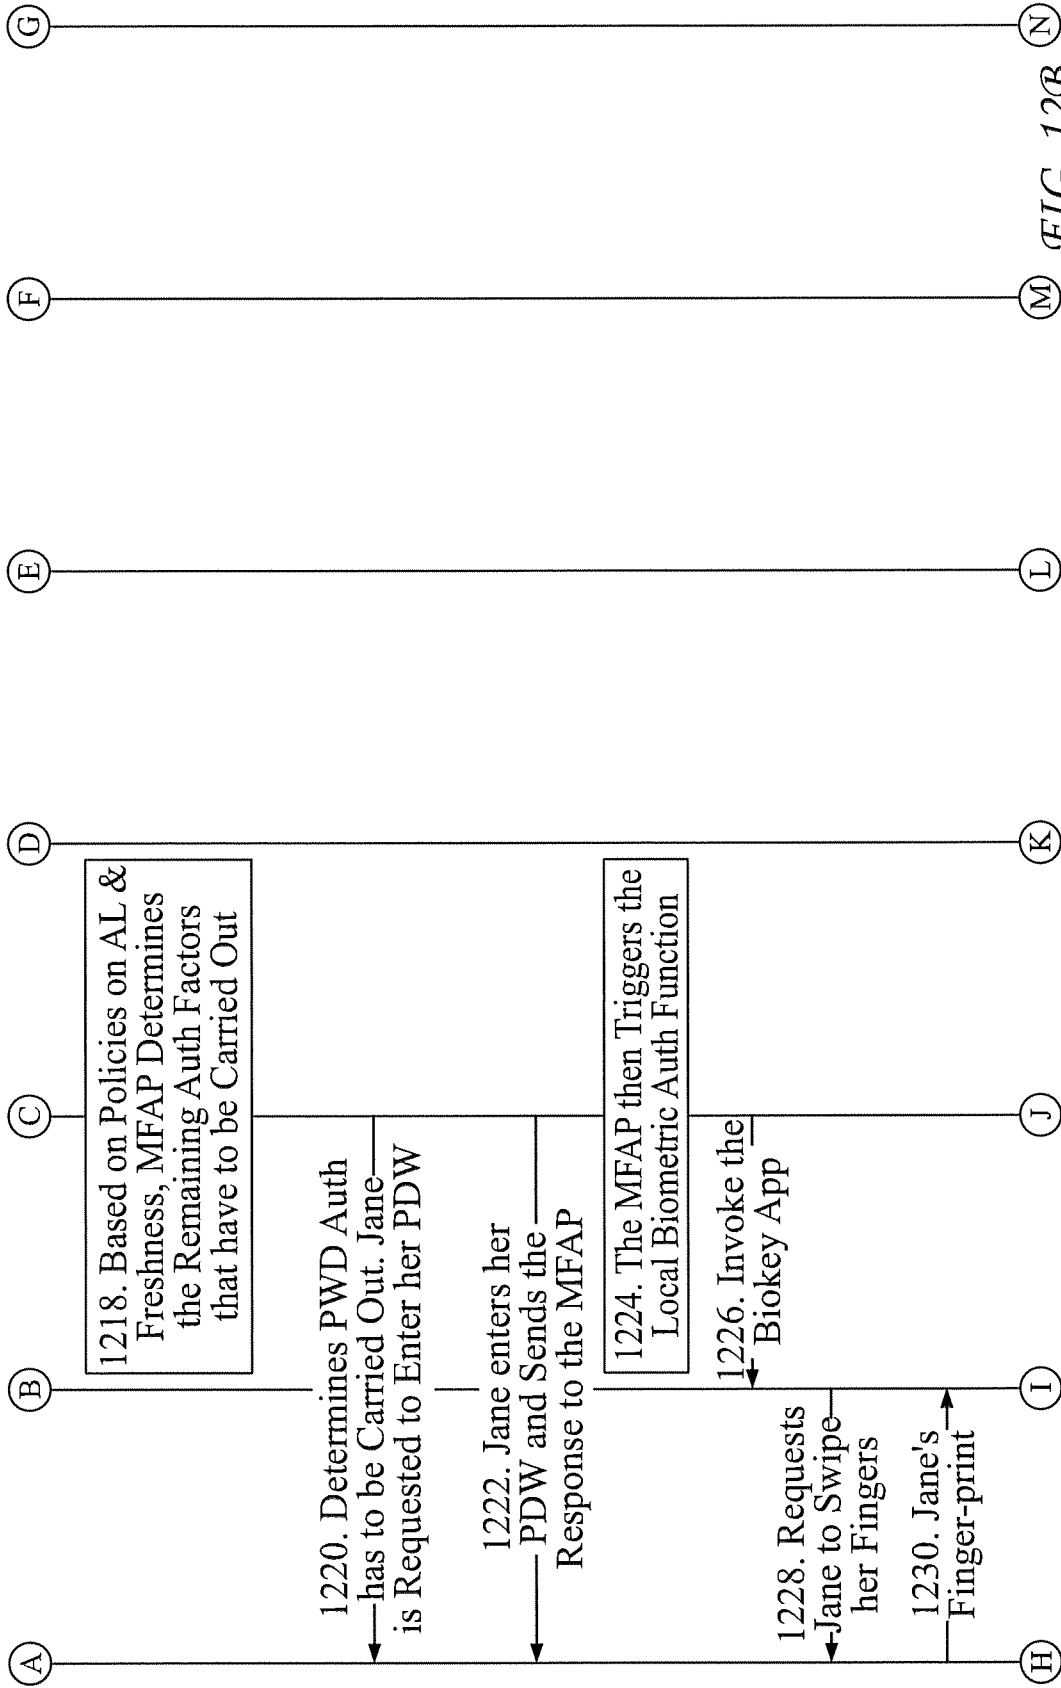 A
B
C
D
E
F
G
1218. Based on Policies on AL &
Freshness, MFAP Determines
the Remaining Auth Factors
that have to be Carried Out
1220. Determines PWD Auth
has to be Carried Out. Jane
is Requested to Enter her PDW
1222. Jane enters her
PDW and Sends the
Response to the MFAP
1224. The MFAP then Triggers the
Local Biometric Auth Function
1226. Invoke the
Biokey App
1228. Requests
Jane to Swipe
her Fingers
1230. Jane's
Finger-print
H
I
J
K
L
M
N
FIG. 12B